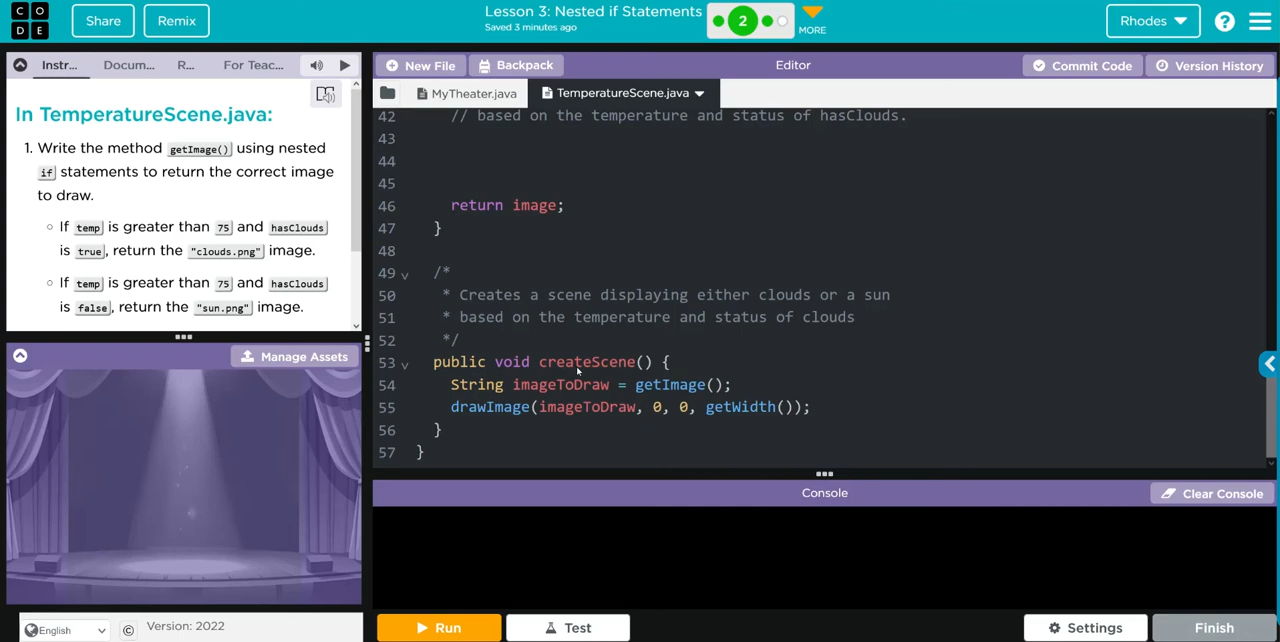 C O
D E
Share
Remix
Lesson 3: Nested if Statements
Saved 3 minutes ago
2
MORE
Rhodes
?
Instr...
Docum...
R...
For Teac...
In TemperatureScene.java:
1. Write the method getImage() using nested
if statements to return the correct image
to draw.
If temp is greater than 75 and hasClouds
is true, return the "clouds.png" image.
If temp is greater than 75 and hasClouds
is false, return the "sun.png" image.
Manage Assets
English
© Version: 2022
New File
Backpack
Editor
Commit Code
Version History
MyTheater.java
TemperatureScene.java
42 // based on the temperature and status of hasClouds.
43
44
45
46 return image;
47 }
48
49 /*
50 * Creates a scene displaying either clouds or a sun
51 * based on the temperature and status of clouds
52 */
53 public void createScene() {
54 String imageToDraw = getImage();
55 drawImage(imageToDraw, 0, 0, getWidth());
56 }
57 }
Console
Clear Console
Run
Test
Settings
Finish